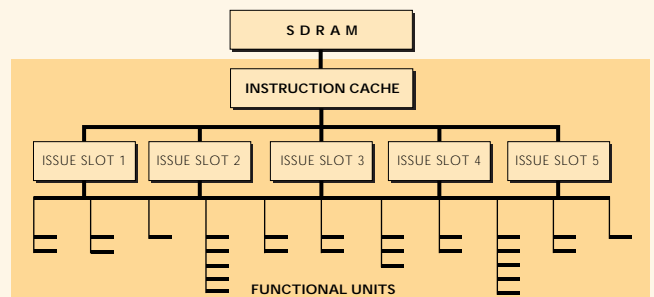 SDRAM
INSTRUCTION CACHE
ISSUE SLOT 1
ISSUE SLOT 2
ISSUE SLOT 3
ISSUE SLOT 4
ISSUE SLOT 5
FUNCTIONAL UNITS